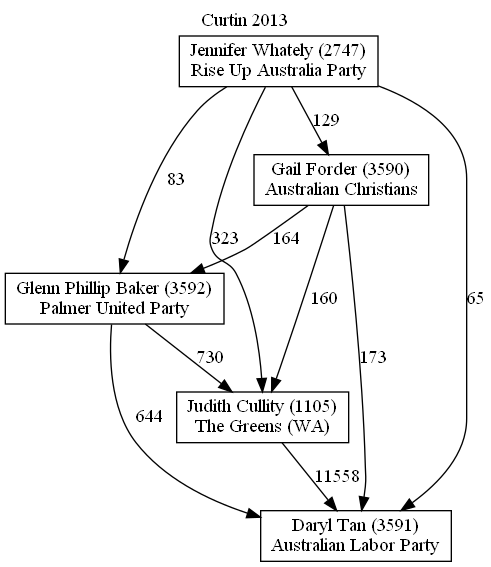 Curtin 2013
Jennifer Whately (2747)
Rise Up Australia Party
129
Gail Forder (3590)
Australian Christians
83
323
164
65
Glenn Phillip Baker (3592)
Palmer United Party
160
730
173
Judith Cullity (1105)
The Greens (WA)
644
11558
Daryl Tan (3591)
Australian Labor Party